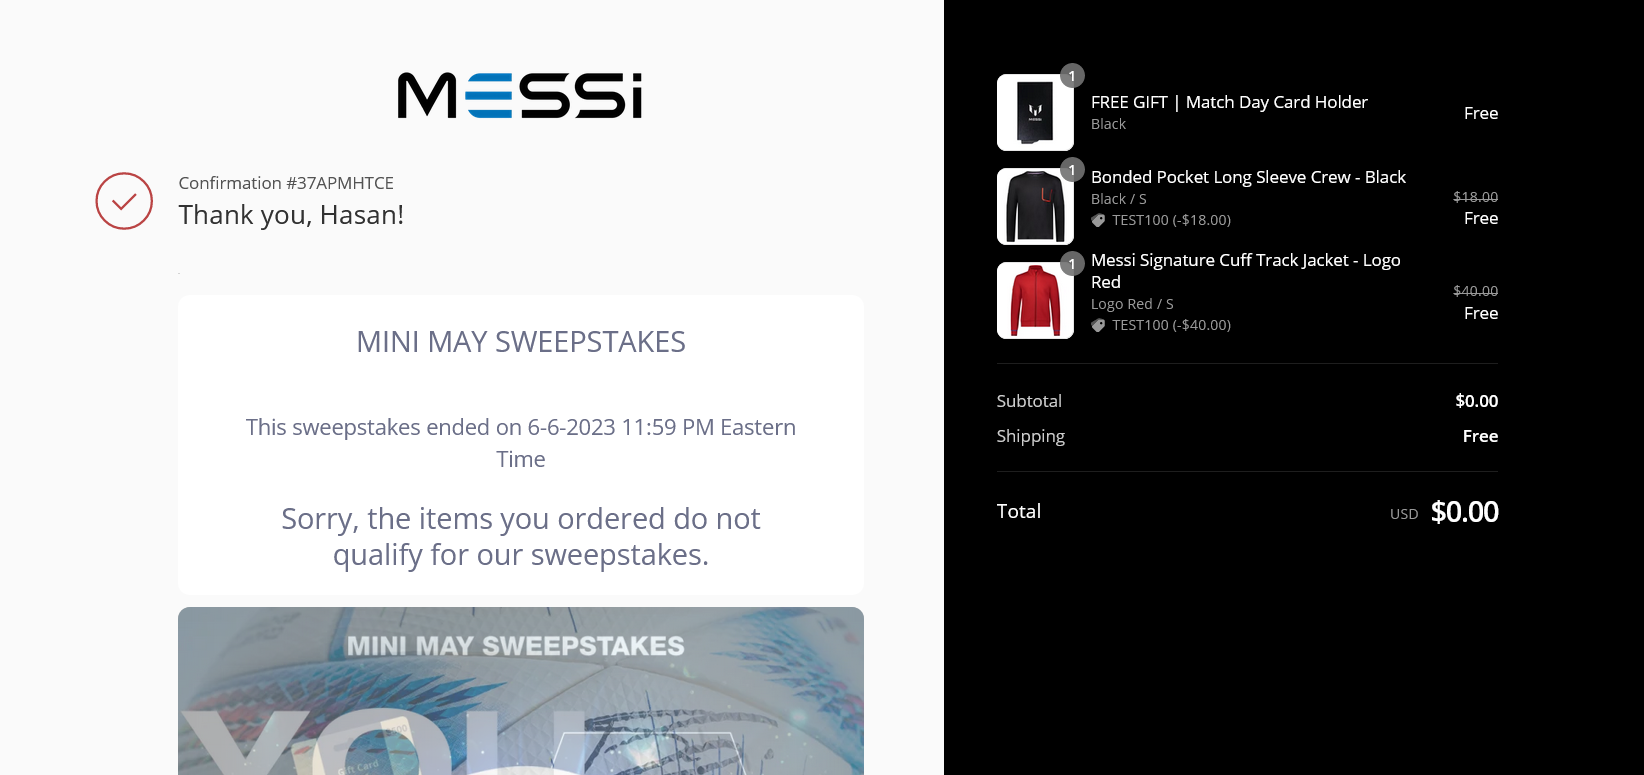 MESSi
Confirmation #37APMHTCE
Thank you, Hasan!
MINI MAY SWEEPSTAKES
This sweepstakes ended on 6-6-2023 11:59 PM Eastern
Time
Sorry, the items you ordered do not
qualify for our sweepstakes.
MINI MAY SWEEPSTAKES
YOU
Gift Card
1
FREE GIFT | Match Day Card Holder
Black
Free
1
Bonded Pocket Long Sleeve Crew - Black
Black / S
TEST100 (-$18.00)
$18.00
Free
1
Messi Signature Cuff Track Jacket - Logo
Red
Logo Red / S
TEST100 (-$40.00)
$40.00
Free
Subtotal
$0.00
Shipping
Free
Total
USD $0.00